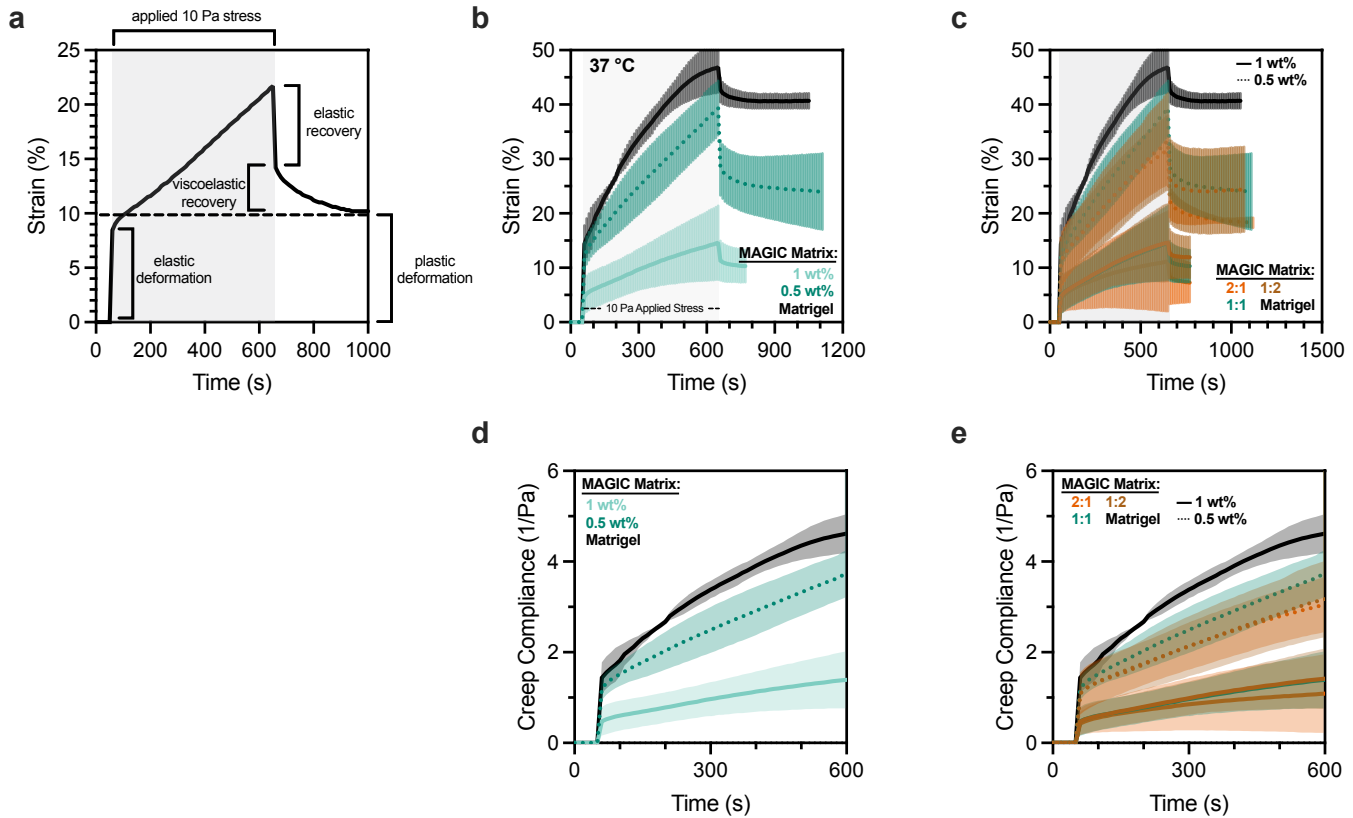 a
applied 10 Pa stress
25
20
15
10
5
0
Strain (%)
elastic
recovery
viscoelastic
recovery
elastic
deformation
plastic
deformation
0 200 400 600 800 1000
Time (s)
b
50
40
30
20
10
0
Strain (%)
37 °C
MAGIC Matrix:
1 wt%
0.5 wt%
Matrigel
10 Pa Applied Stress
0 300 600 900 1200
Time (s)
c
50
40
30
20
10
0
Strain (%)
1 wt%
0.5 wt%
MAGIC Matrix:
2:1 1:2
1:1 Matrigel
0 500 1000 1500
Time (s)
d
6
4
2
0
Creep Compliance (1/Pa)
MAGIC Matrix:
1 wt%
0.5 wt%
Matrigel
0 300 600
Time (s)
e
6
4
2
0
Creep Compliance (1/Pa)
MAGIC Matrix:
2:1 1:2 1 wt%
1:1 Matrigel 0.5 wt%
0 300 600
Time (s)